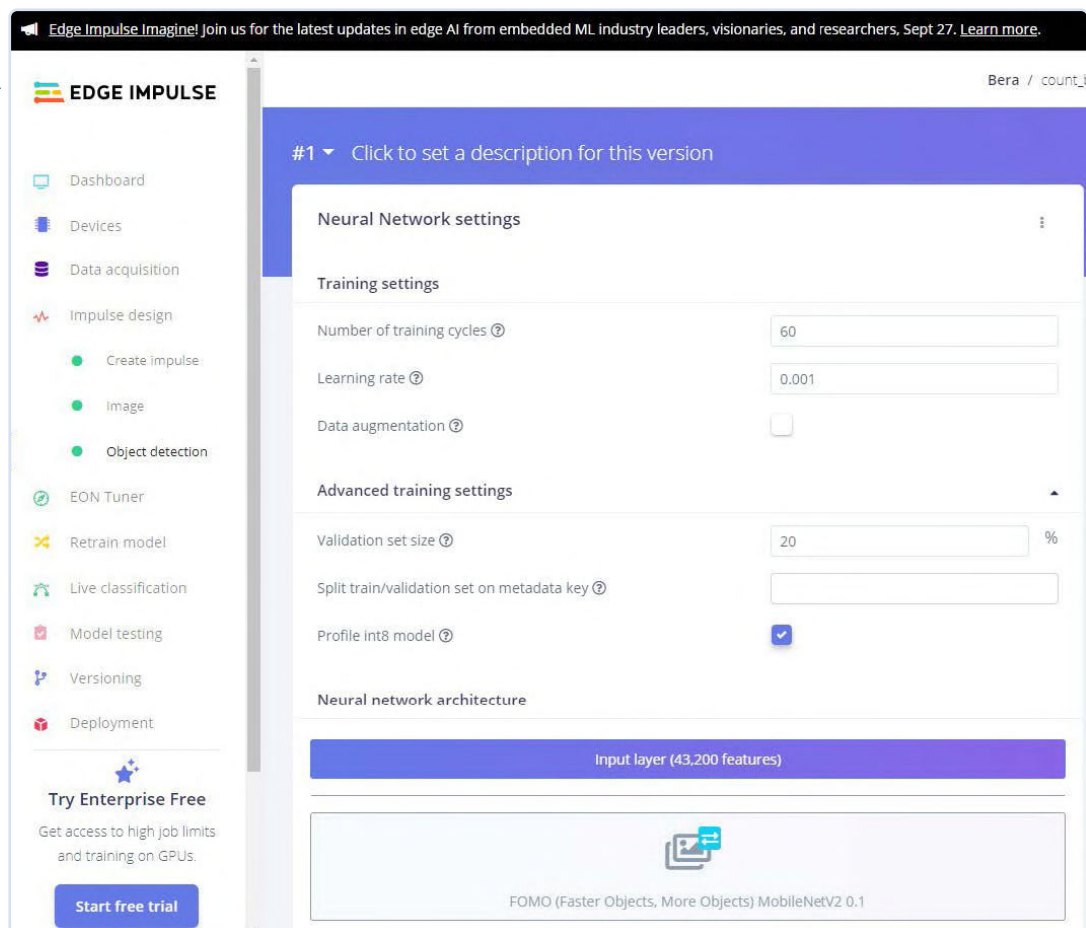 Edge Impulse Imagine! Join us for the latest updates in edge AI from embedded ML industry leaders, visionaries, and researchers, Sept 27. Learn more.
EDGE IMPULSE
Bera / count_b
Dashboard
Devices
Data acquisition
Impulse design
Create impulse
Image
Object detection
EON Tuner
Retrain model
Live classification
Model testing
Versioning
Deployment
Try Enterprise Free
Get access to high job limits
and training on GPUs.
Start free trial
#1 Click to set a description for this version
Neural Network settings
Training settings
Number of training cycles ? 60
Learning rate ? 0.001
Data augmentation ?
Advanced training settings
Validation set size ? 20 %
Split train/validation set on metadata key ?
Profile int8 model ?
Neural network architecture
Input layer (43,200 features)
FOMO (Faster Objects, More Objects) MobileNetV2 0.1